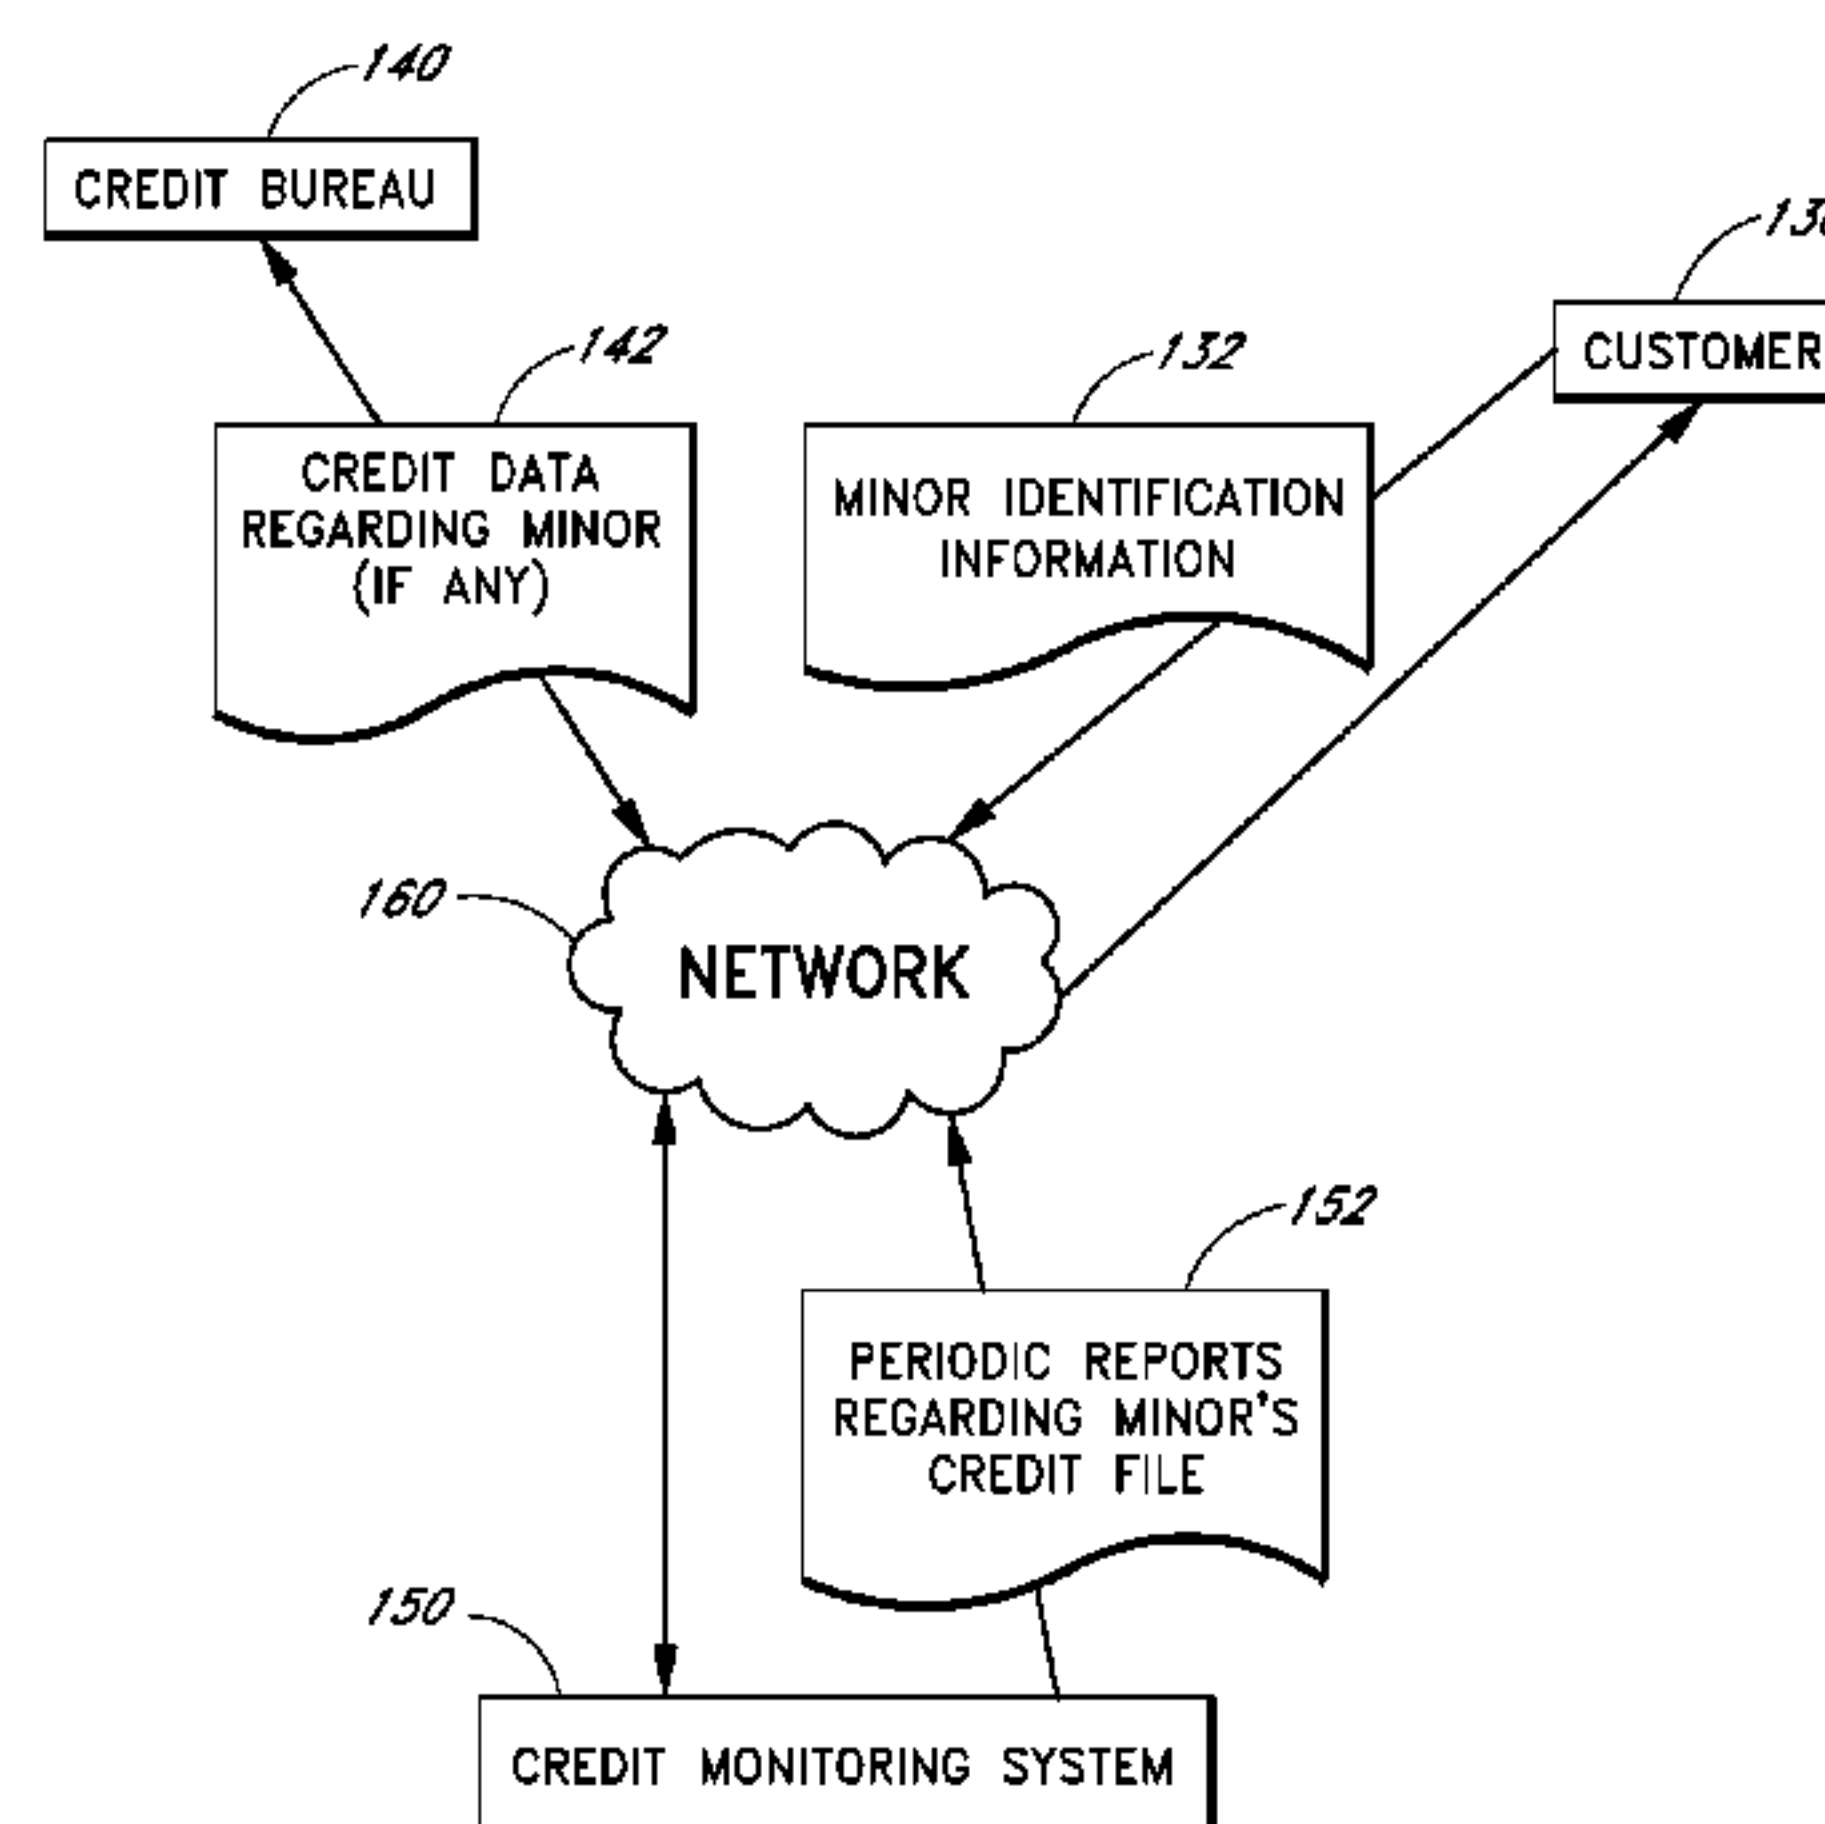 140
CREDIT BUREAU
CUSTOMER
142
132
CREDIT DATA
REGARDING MINOR
(IF ANY)
MINOR IDENTIFICATION
INFORMATION
160
NETWORK
152
PERIODIC REPORTS
REGARDING MINOR'S
CREDIT FILE
150
CREDIT MONITORING SYSTEM